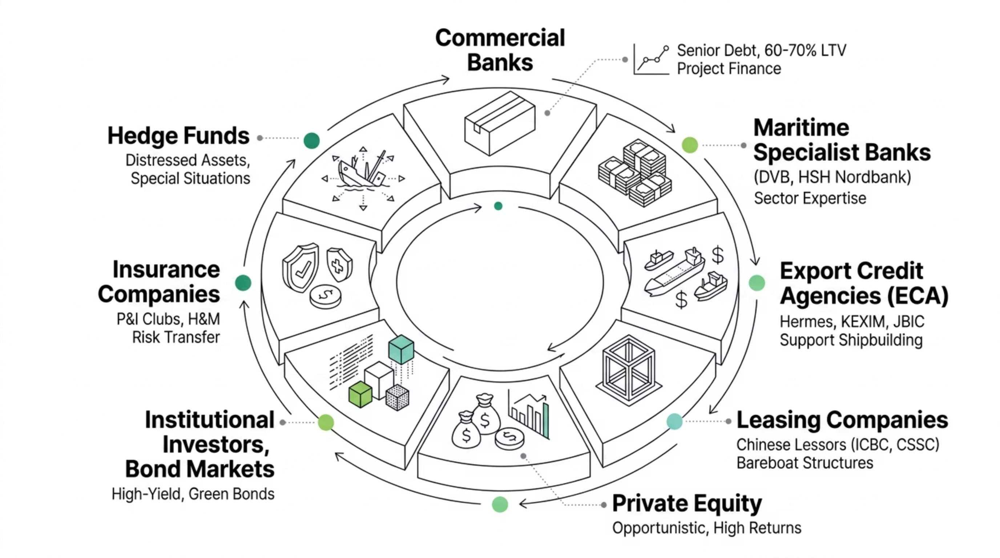 Commercial
Banks
Senior Debt, 60-70% LTV
Project Finance
Maritime
Specialist Banks
(DVB, HSH Nordbank)
Sector Expertise
Export Credit
Agencies (ECA)
Hermes, KEXIM, JBIC
Support Shipbuilding
Leasing Companies
Chinese Lessors (ICBC, CSSC)
Bareboat Structures
Private Equity
Opportunistic, High Returns
Institutional
Investors,
Bond Markets
High-Yield, Green Bonds
Insurance
Companies
P&I Clubs, H&M
Risk Transfer
Hedge Funds
Distressed Assets,
Special Situations
$
$
$
$
$
$